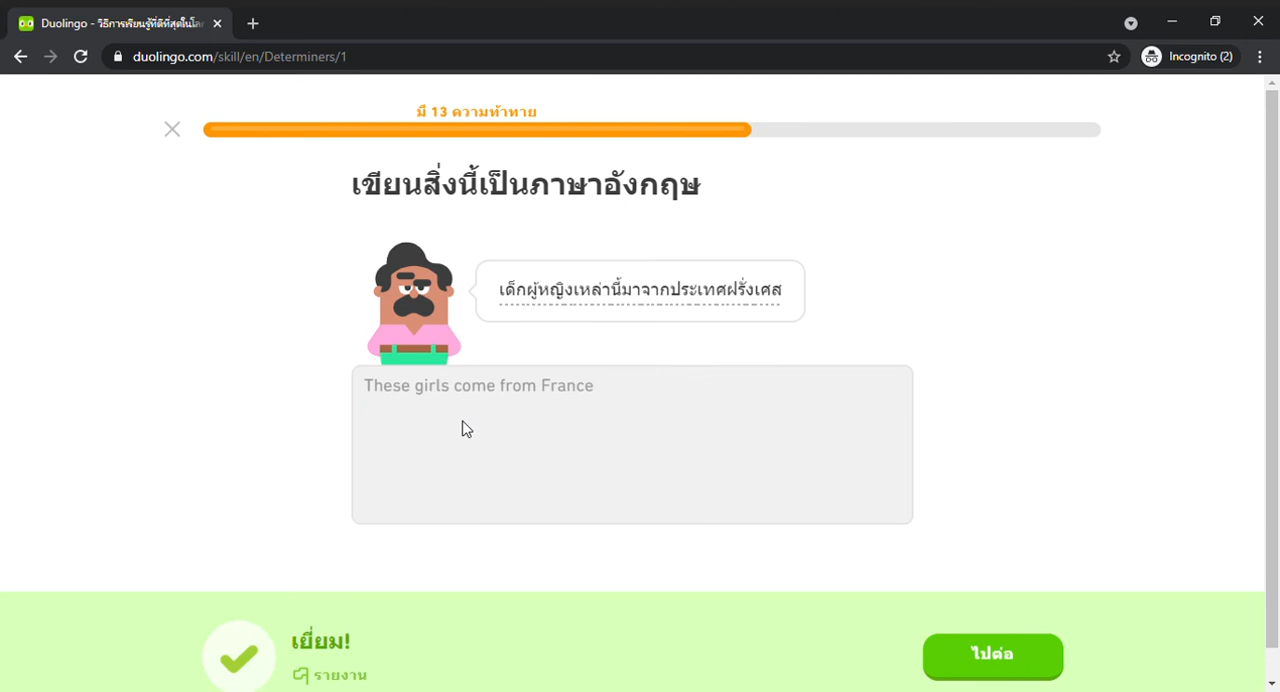 Duolingo - วิธีการเรียนรู้ที่ดีที่สุดในโล
duolingo.com/skill/en/Determiners/1
Incognito (2)
มี 13 ความท้าทาย
เขียนสิ่งนี้เป็นภาษาอังกฤษ
เด็กผู้หญิงเหล่านี้มาจากประเทศฝรั่งเศส
These girls come from France
เยี่ยม!
รายงาน
ไปต่อ